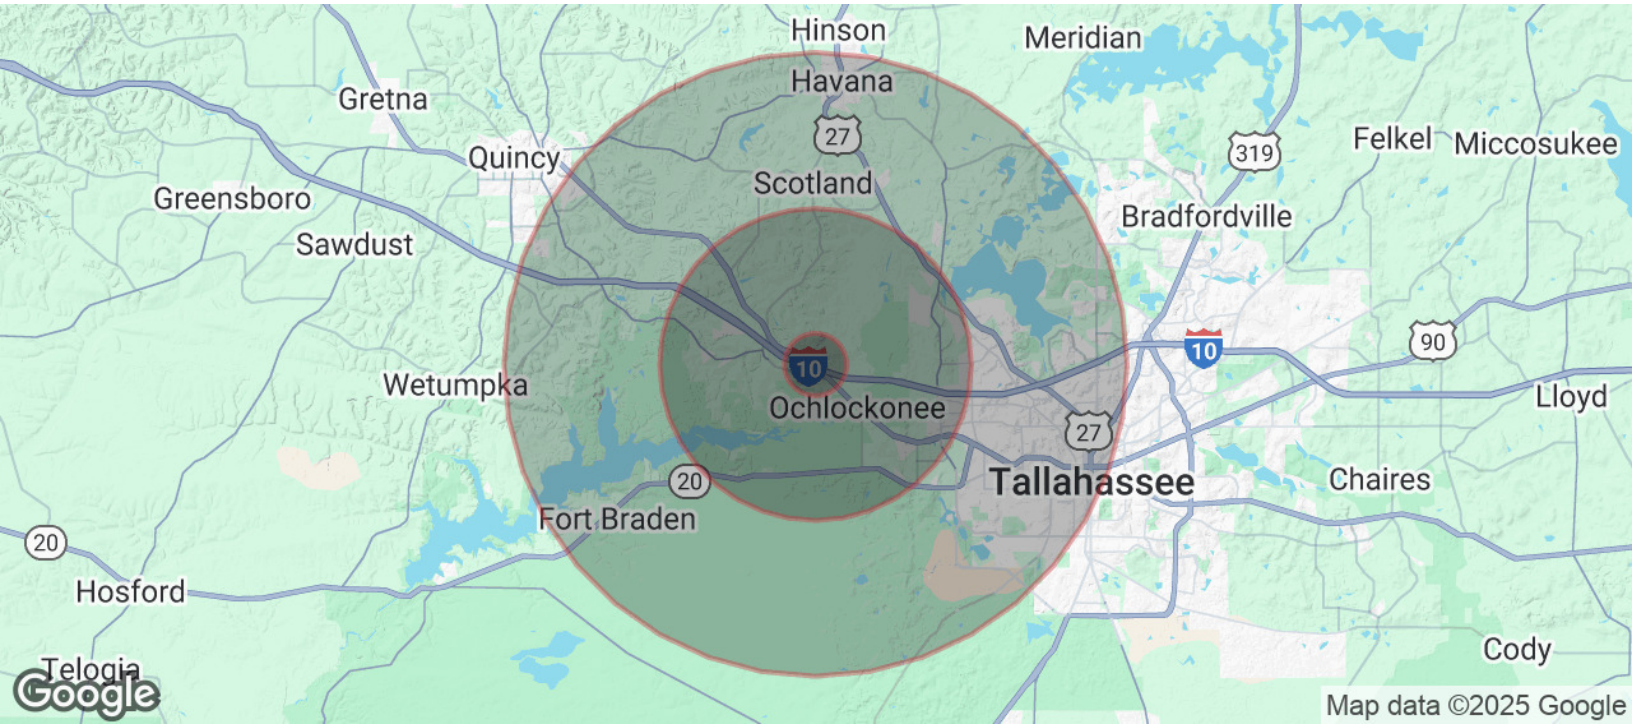 Hinson
Meridian
Havana
Gretna
27
Felkel
Miccosukee
319
Quincy
Scotland
Greensboro
Bradfordville
Sawdust
10
10
90
Wetumpka
Lloyd
Ochlockonee
27
20
Tallahassee
Chaires
Fort Braden
20
Hosford
Cody
Telogia
Google
Map data ©2025 Google